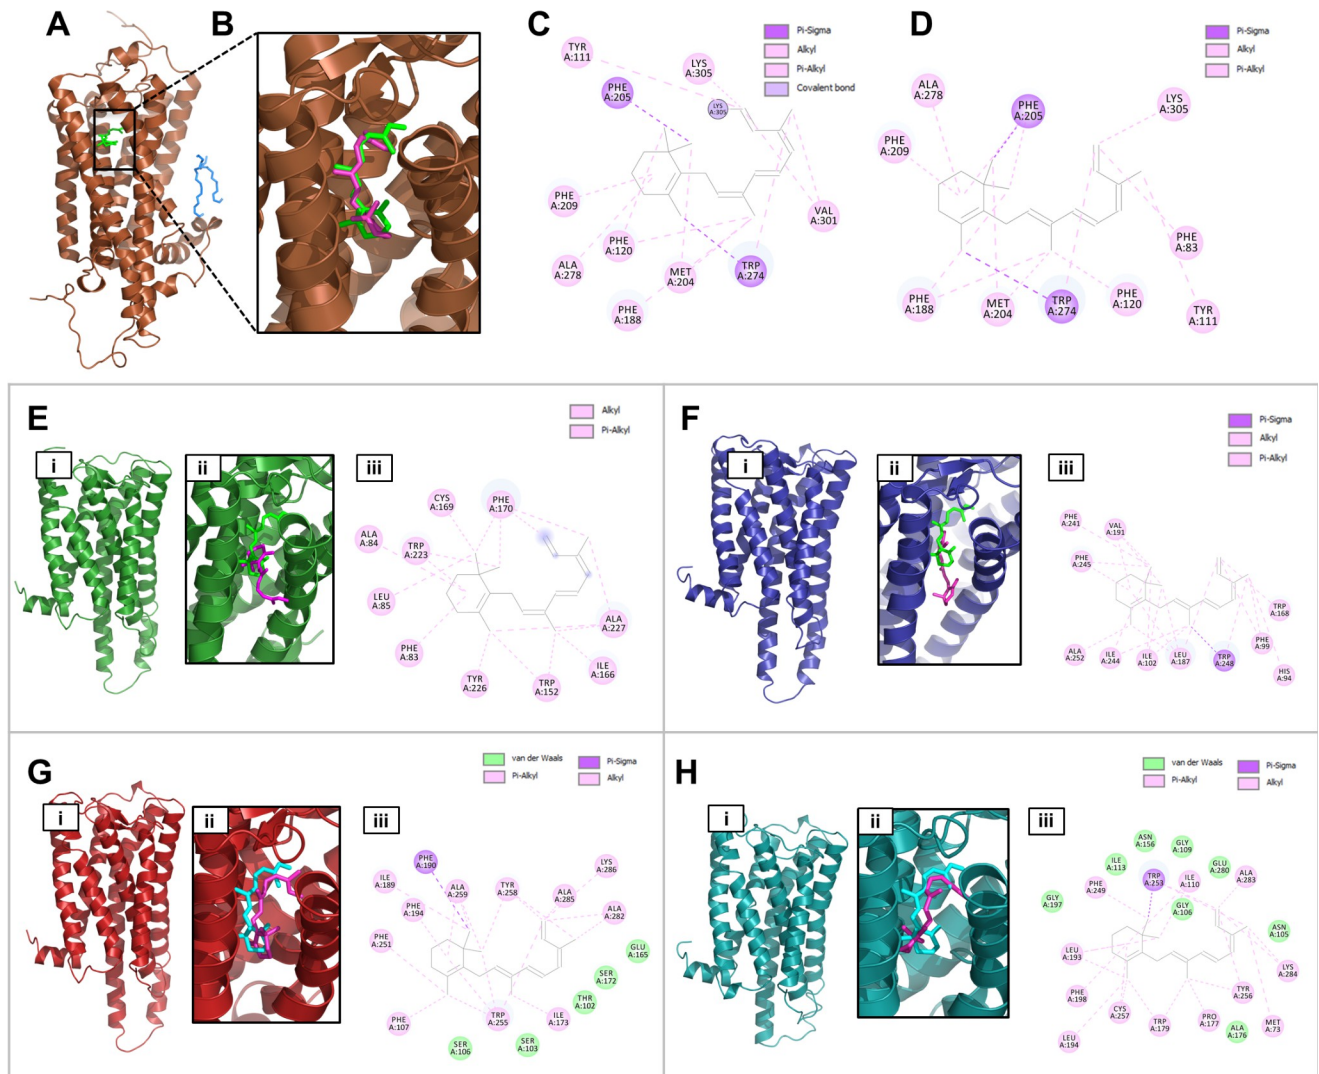 A
B
C
Pi-Sigma
Alkyl
Pi-Alkyl
Covalent bond
TYR
A:111
LYS
A:305
PHE
A:205
LYS
A:305
PHE
A:209
VAL
A:301
PHE
A:120
ALA
A:278
MET
A:204
TRP
A:274
PHE
A:188
D
Pi-Sigma
Alkyl
Pi-Alkyl
ALA
A:278
PHE
A:205
LYS
A:305
PHE
A:209
PHE
A:83
PHE
A:188
MET
A:204
TRP
A:274
PHE
A:120
TYR
A:111
E
Alkyl
Pi-Alkyl
i
ii
iii
CYS
A:169
PHE
A:170
ALA
A:84
TRP
A:223
LEU
A:85
ALA
A:227
PHE
A:83
ILE
A:166
TYR
A:226
TRP
A:152
F
Pi-Sigma
Alkyl
Pi-Alkyl
i
ii
iii
PHE
A:241
VAL
A:191
PHE
A:245
TRP
A:168
PHE
A:99
ALA
A:252
ILE
A:244
ILE
A:102
LEU
A:187
TRP
A:248
HIS
A:94
G
van der Waals
Pi-Sigma
Pi-Alkyl
Alkyl
i
ii
iii
PHE
A:190
LYS
A:286
ILE
A:189
ALA
A:259
TYR
A:258
ALA
A:285
PHE
A:194
ALA
A:282
PHE
A:251
GLU
A:165
SER
A:172
THR
A:102
PHE
A:107
TRP
A:255
ILE
A:173
SER
A:106
SER
A:103
H
van der Waals
Pi-Sigma
Pi-Alkyl
Alkyl
i
ii
iii
ASN
A:156
GLY
A:109
ILE
A:113
GLU
A:280
PHE
A:249
TRP
A:253
ILE
A:110
ALA
A:283
GLY
A:197
GLY
A:106
ASN
A:105
LEU
A:193
LYS
A:284
PHE
A:198
TYR
A:256
CYS
A:257
TRP
A:179
PRO
A:177
ALA
A:176
MET
A:73
LEU
A:194